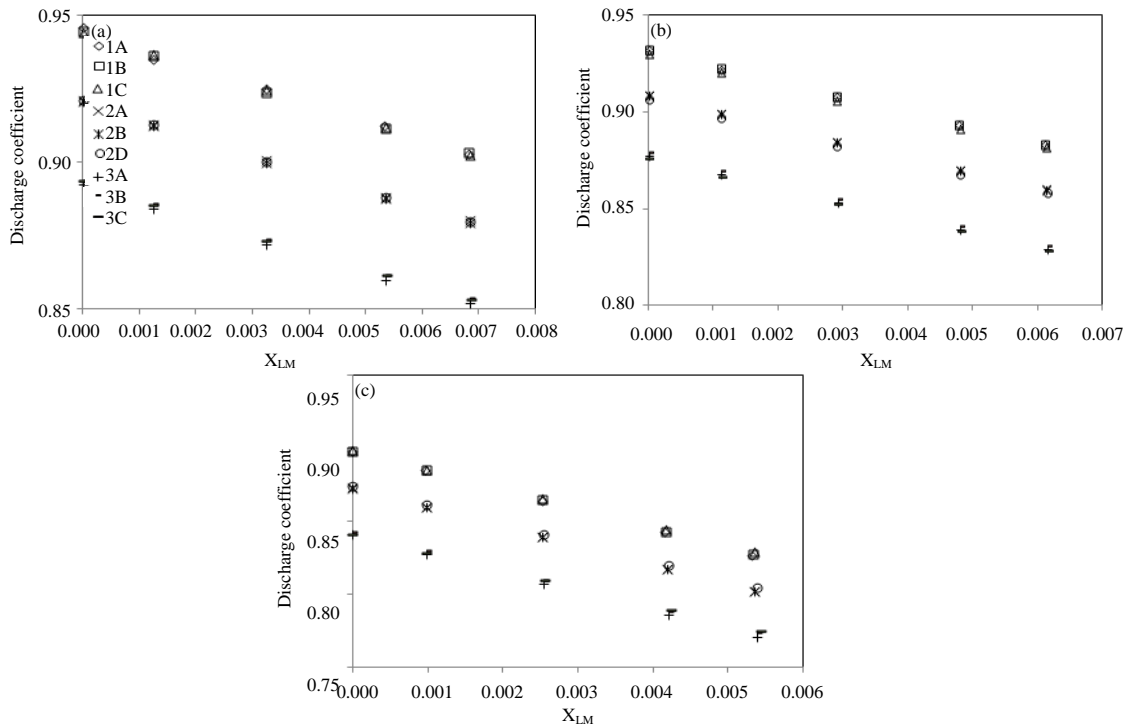 (a)
Discharge coefficient
0.95
0.90
0.85
1A
1B
1C
2A
2B
2D
3A
3B
3C
0.000 0.001 0.002 0.003 0.004 0.005 0.006 0.007 0.008
X_LM
(b)
Discharge coefficient
0.95
0.90
0.85
0.80
0.000 0.001 0.002 0.003 0.004 0.005 0.006 0.007
X_LM
(c)
Discharge coefficient
0.95
0.90
0.85
0.80
0.75
0.000 0.001 0.002 0.003 0.004 0.005 0.006
X_LM